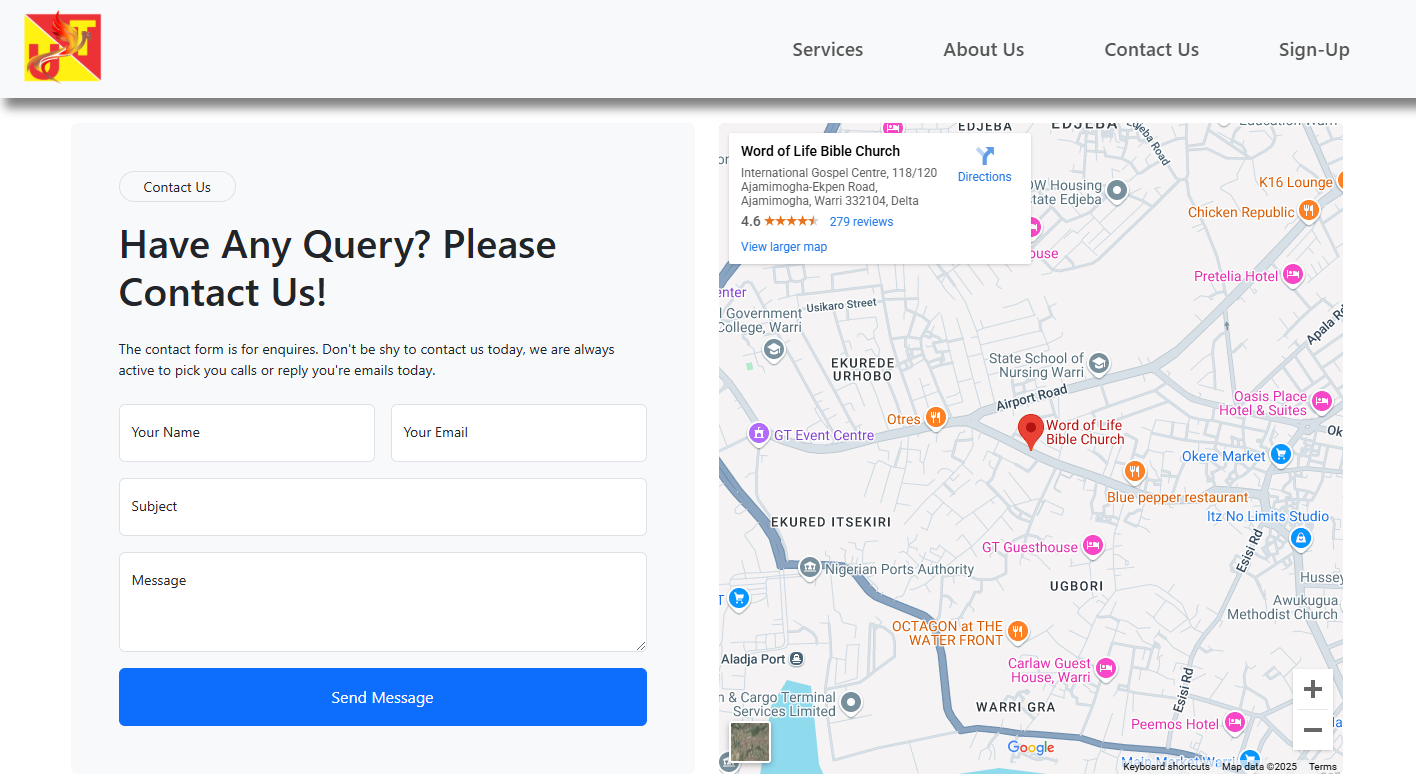 UT
Services
About Us
Contact Us
Sign-Up
Contact Us
Have Any Query? Please
Contact Us!
The contact form is for enquires. Don't be shy to contact us today, we are always
active to pick you calls or reply you're emails today.
Your Name
Your Email
Subject
Message
Send Message
Word of Life Bible Church
International Gospel Centre, 118/120
Ajamimogha-Ekpen Road,
Ajamimogha, Warri 332104, Delta
4.6
279 reviews
View larger map
Directions
EDJEBA
EDJEBA
Edjeba Road
OW Housing
tate Edjeba
K16 Lounge
Chicken Republic
ouse
Pretelia Hotel
enter
Usikaro Street
l Government
College, Warri
Apala R
EKUREDE
URHOBO
State School of
Nursing Warri
Airport Road
Oasis Place
Hotel & Suites
Otres
GT Event Centre
Word of Life
Bible Church
Ok
Okere Market
Blue pepper restaurant
Itz No Limits Studio
EKURED ITSEKIRI
GT Guesthouse
Esisi Rd
Nigerian Ports Authority
UGBORI
Hussey
Awukugua
Methodist Church
T
OCTAGON at THE
WATER FRONT
Aladja Port
Carlaw Guest
House, Warri
Esisi Rd
n & Cargo Terminal
Services Limited
WARRI GRA
Peemos Hotel
la
Google
Main Market Warri
Keyboard shortcuts
Map data ©2025
Terms